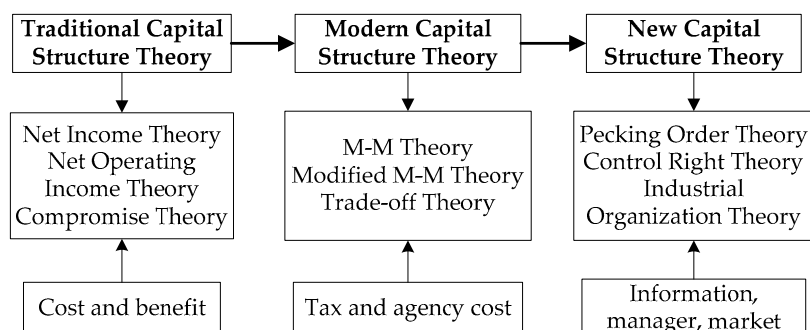 Traditional Capital
Structure Theory
Modern Capital
Structure Theory
New Capital
Structure Theory
Net Income Theory
Net Operating
Income Theory
Compromise Theory
M-M Theory
Modified M-M Theory
Trade-off Theory
Pecking Order Theory
Control Right Theory
Industrial
Organization Theory
Cost and benefit
Tax and agency cost
Information,
manager, market